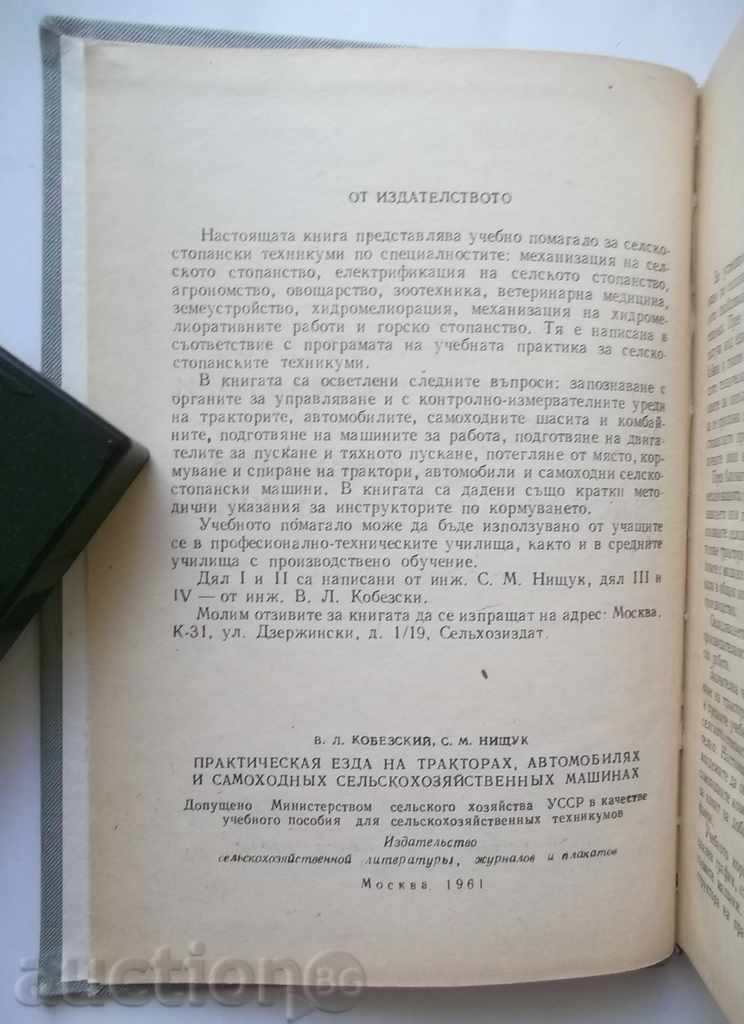 ОТ ИЗДАТЕЛСТВОТО
Настоящата книга представлява учебно помагало за селско-
стопански техникуми по специалностите: механизация на сел-
ското стопанство, електрификация на селското стопанство,
агрономство, овощарство, зоотехника, ветеринарна медицина,
земеустройство, хидромелиорация, механизация на хидроме-
лиоративните работи и горско стопанство. Тя е написана в
съответствие с програмата на учебната практика за селско-
стопанските техникуми.
В книгата са осветлени следните въпроси: запознаване с
органите за управляване и с контролно-измервателните уреди
на тракторите, автомобилите, самоходните шасита и комбай-
ните, подготвяне на машините за работа, подготвяне на двига-
телите за пускане и тяхното пускане, потегляне от място, кор-
муване и спиране на трактори, автомобили и самоходни селско-
стопански машини. В книгата са дадени също кратки мето-
дични указания за инструкторите по кормуването.
Учебното помагало може да бъде използувано от учащите
се в професионално-техническите училища, както и в средните
училища с производствено обучение.
Дял I и II са написани от инж. С. М. Нищук, дял III и
IV — от инж. В. Л. Кобезски.
Молим отзивите за книгата да се изпращат на адрес: Москва.
К-31, ул. Дзержински, д. 1/19, Сельхозиздат.
В. Л. КОБЕЗСКИЙ, С. М. НИЩУК
ПРАКТИЧЕСКАЯ ЕЗДА НА ТРАКТОРАХ, АВТОМОБИЛЯХ
И САМОХОДНЫХ СЕЛЬСКОХОЗЯЙСТВЕННЫХ МАШИНАХ
Допущено Министерством сельского хозяйства УССР в качестве
учебного пособия для сельскохозяйственных техникумов
Издательство
сельскохозяйственной литературы, журналов и плакатов
Москва, 1961
auction BG